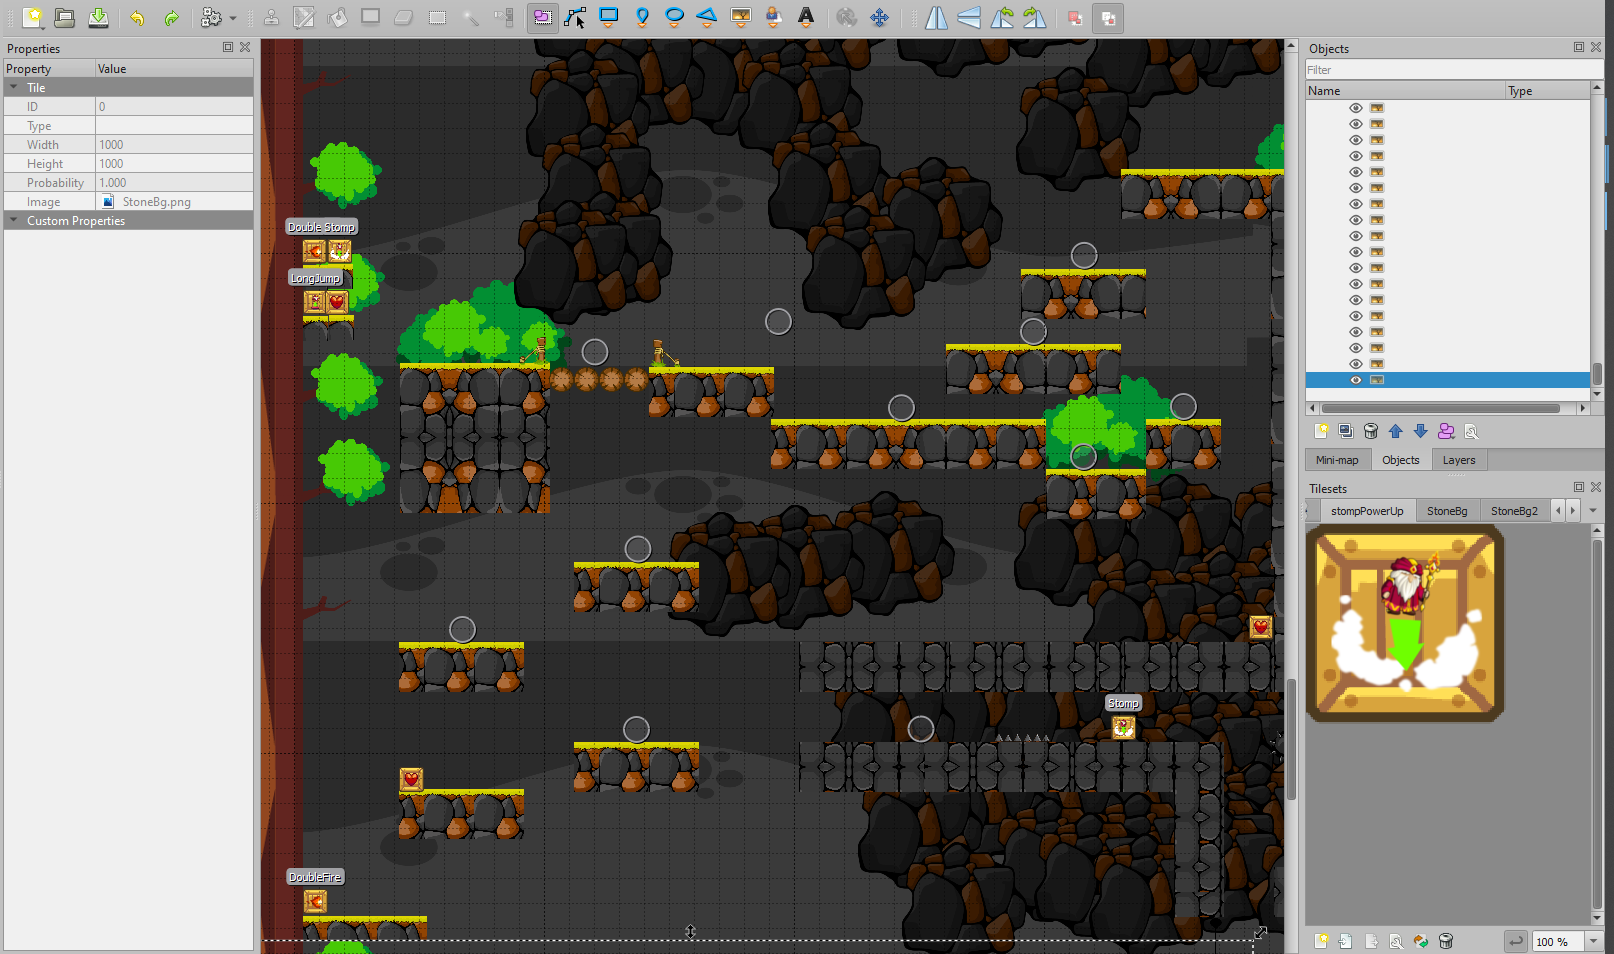 Properties
Property Value
Tile
ID 0
Type
Width 1000
Height 1000
Probability 1.000
Image StoneBg.png
Custom Properties
Double Stomp
LongJump
Stomp
DoubleFire
Objects
Filter
Name Type
Mini-map Objects Layers
Tilesets
stompPowerUp StoneBg StoneBg2
100 %